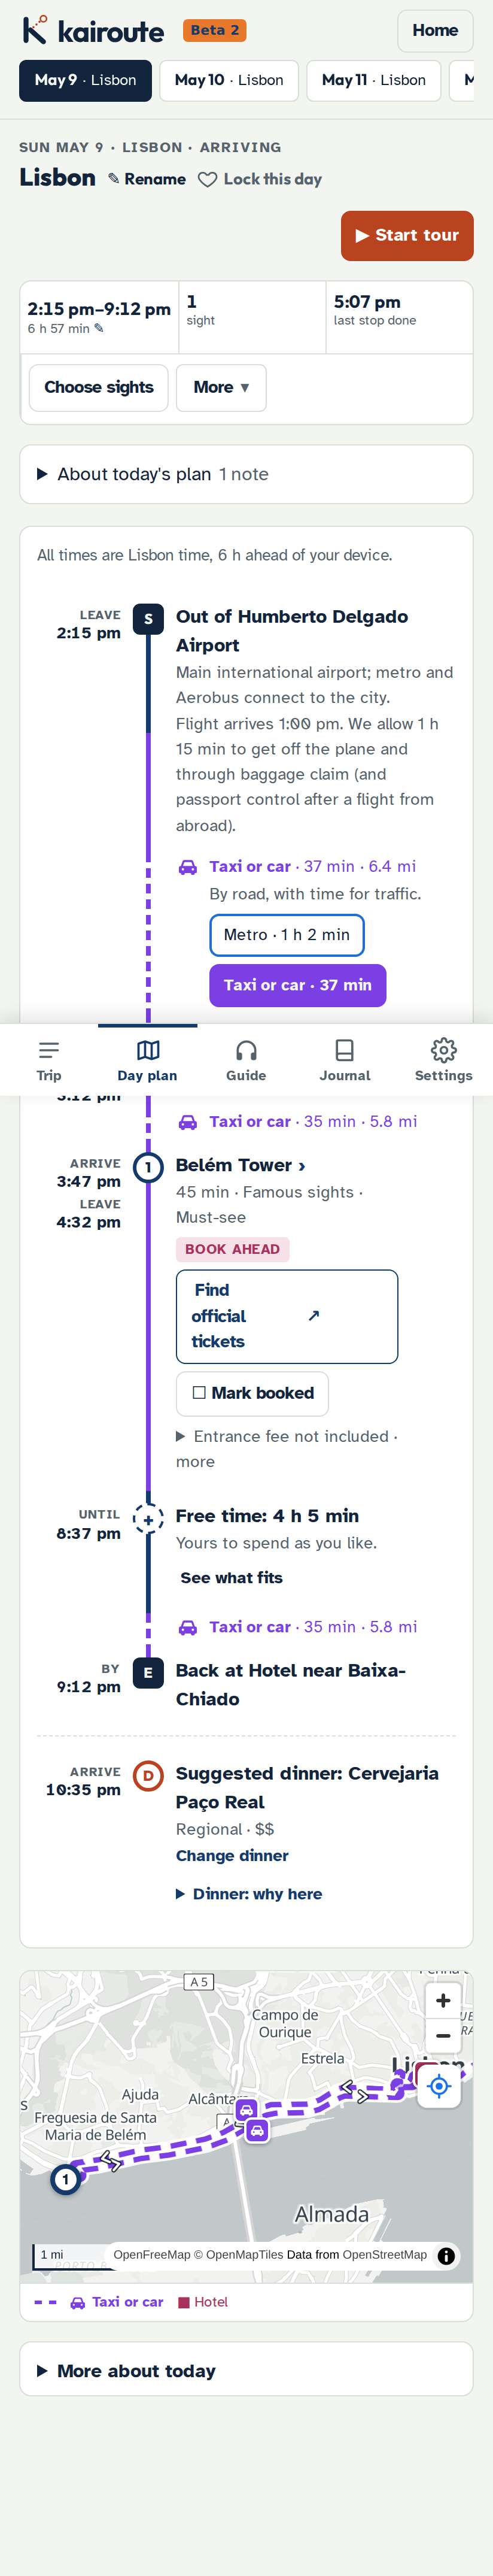 kairoute
Beta 2
Home
May 9 · Lisbon
May 10 · Lisbon
May 11 · Lisbon
SUN MAY 9 · LISBON · ARRIVING
Lisbon ✎ Rename Lock this day
▶ Start tour
2:15 pm–9:12 pm
6 h 57 min ✎
1
sight
5:07 pm
last stop done
Choose sights
More ▾
▶ About today's plan 1 note
All times are Lisbon time, 6 h ahead of your device.
LEAVE
2:15 pm
S
Out of Humberto Delgado
Airport
Main international airport; metro and
Aerobus connect to the city.
Flight arrives 1:00 pm. We allow 1 h
15 min to get off the plane and
through baggage claim (and
passport control after a flight from
abroad).
Taxi or car · 37 min · 6.4 mi
By road, with time for traffic.
Metro · 1 h 2 min
Taxi or car · 37 min
Trip
Day plan
Guide
Journal
Settings
3:12 pm
Taxi or car · 35 min · 5.8 mi
ARRIVE
3:47 pm
LEAVE
4:32 pm
1
Belém Tower ›
45 min · Famous sights ·
Must-see
BOOK AHEAD
Find
official
tickets
↗
☐ Mark booked
▶ Entrance fee not included ·
more
UNTIL
8:37 pm
+
Free time: 4 h 5 min
Yours to spend as you like.
See what fits
Taxi or car · 35 min · 5.8 mi
BY
9:12 pm
E
Back at Hotel near Baixa-
Chiado
ARRIVE
10:35 pm
D
Suggested dinner: Cervejaria
Paço Real
Regional · $$
Change dinner
▶ Dinner: why here
A 5
Campo de
Ourique
Estrela
Ajuda
Freguesia de Santa
Maria de Belém
1
Almada
+
−
1 mi
OpenFreeMap © OpenMapTiles Data from OpenStreetMap
Taxi or car
Hotel
▶ More about today